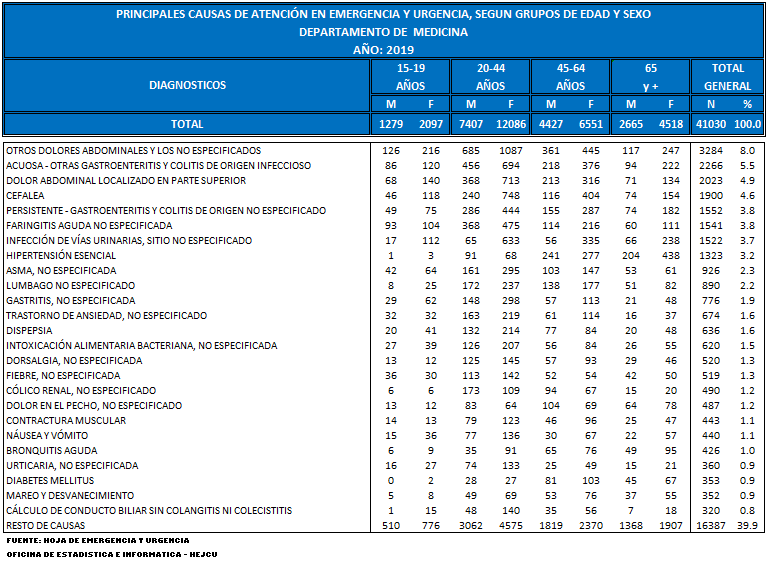 PRINCIPALES CAUSAS DE ATENCIÓN EN EMERGENCIA Y URGENCIA, SEGUN GRUPOS DE EDAD Y SEXO
DEPARTAMENTO DE MEDICINA
AÑO: 2019
DIAGNOSTICOS 15-19 AÑOS 20-44 AÑOS 45-64 AÑOS 65 y + TOTAL GENERAL
M F M F M F M F N %
TOTAL 1279 2097 7407 12086 4427 6551 2665 4518 41030 100.0
OTROS DOLORES ABDOMINALES Y LOS NO ESPECIFICADOS 126 216 685 1087 361 445 117 247 3284 8.0
ACUOSA - OTRAS GASTROENTERITIS Y COLITIS DE ORIGEN INFECCIOSO 86 120 456 694 218 376 94 222 2266 5.5
DOLOR ABDOMINAL LOCALIZADO EN PARTE SUPERIOR 68 140 368 713 213 316 71 134 2023 4.9
CEFALEA 46 118 240 748 116 404 74 154 1900 4.6
PERSISTENTE - GASTROENTERITIS Y COLITIS DE ORIGEN NO ESPECIFICADO 49 75 286 444 155 287 74 182 1552 3.8
FARINGITIS AGUDA NO ESPECIFICADA 93 104 368 475 114 216 60 111 1541 3.8
INFECCIÓN DE VÍAS URINARIAS, SITIO NO ESPECIFICADO 17 112 65 633 56 335 66 238 1522 3.7
HIPERTENSIÓN ESENCIAL 1 3 91 68 241 277 204 438 1323 3.2
ASMA, NO ESPECIFICADA 42 64 161 295 103 147 53 61 926 2.3
LUMBAGO NO ESPECIFICADO 8 25 172 237 138 177 51 82 890 2.2
GASTRITIS, NO ESPECIFICADA 29 62 148 298 57 113 21 48 776 1.9
TRASTORNO DE ANSIEDAD, NO ESPECIFICADO 32 32 163 219 61 114 16 37 674 1.6
DISPEPSIA 20 41 132 214 77 84 20 48 636 1.6
INTOXICACIÓN ALIMENTARIA BACTERIANA, NO ESPECIFICADA 27 39 126 207 56 84 26 55 620 1.5
DORSALGIA, NO ESPECIFICADA 13 12 125 145 57 93 29 46 520 1.3
FIEBRE, NO ESPECIFICADA 36 30 113 142 52 54 42 50 519 1.3
CÓLICO RENAL, NO ESPECIFICADO 6 6 173 109 94 67 15 20 490 1.2
DOLOR EN EL PECHO, NO ESPECIFICADO 13 12 83 64 104 69 64 78 487 1.2
CONTRACTURA MUSCULAR 14 13 79 123 46 96 25 47 443 1.1
NÁUSEA Y VÓMITO 15 36 77 136 30 67 22 57 440 1.1
BRONQUITIS AGUDA 6 9 35 91 65 76 49 95 426 1.0
URTICARIA, NO ESPECIFICADA 16 27 74 133 25 49 15 21 360 0.9
DIABETES MELLITUS 0 2 28 27 81 103 45 67 353 0.9
MAREO Y DESVANECIMIENTO 5 8 49 69 53 76 37 55 352 0.9
CÁLCULO DE CONDUCTO BILIAR SIN COLANGITIS NI COLECISTITIS 1 15 48 140 35 56 7 18 320 0.8
RESTO DE CAUSAS 510 776 3062 4575 1819 2370 1368 1907 16387 39.9
FUENTE: HOJA DE EMERGENCIA Y URGENCIA
OFICINA DE ESTADISTICA E INFORMATICA - HEJCU